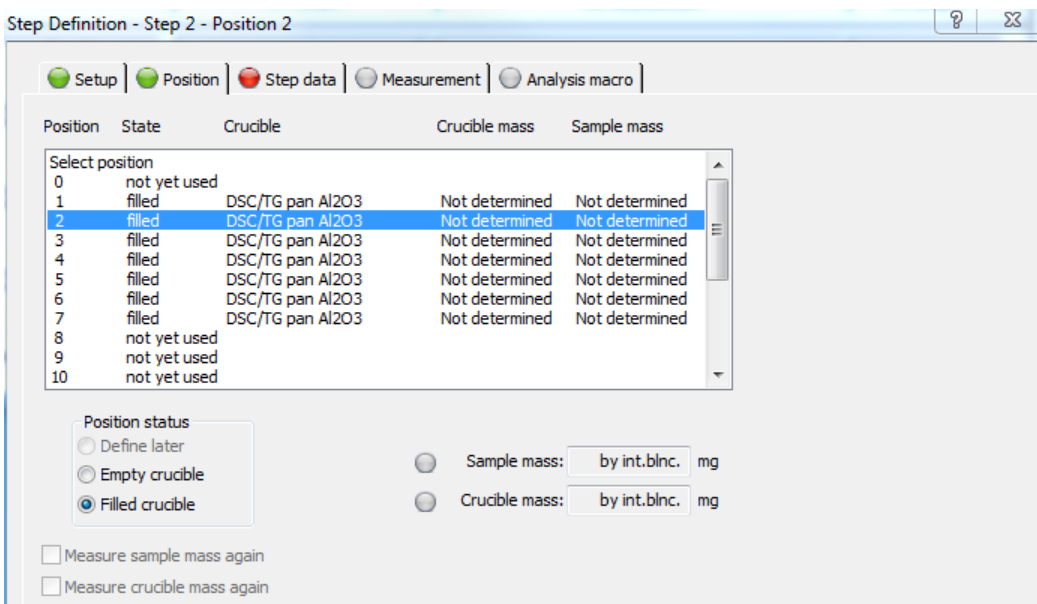 Step Definition - Step 2 - Position 2
Setup Position Step data Measurement Analysis macro
Position State Crucible Crucible mass Sample mass
Select position
0 not yet used
1 filled DSC/TG pan Al2O3 Not determined Not determined
2 filled DSC/TG pan Al2O3 Not determined Not determined
3 filled DSC/TG pan Al2O3 Not determined Not determined
4 filled DSC/TG pan Al2O3 Not determined Not determined
5 filled DSC/TG pan Al2O3 Not determined Not determined
6 filled DSC/TG pan Al2O3 Not determined Not determined
7 filled DSC/TG pan Al2O3 Not determined Not determined
8 not yet used
9 not yet used
10 not yet used
Position status
Define later
Empty crucible
Filled crucible
Sample mass: by int.blnc. mg
Crucible mass: by int.blnc. mg
Measure sample mass again
Measure crucible mass again